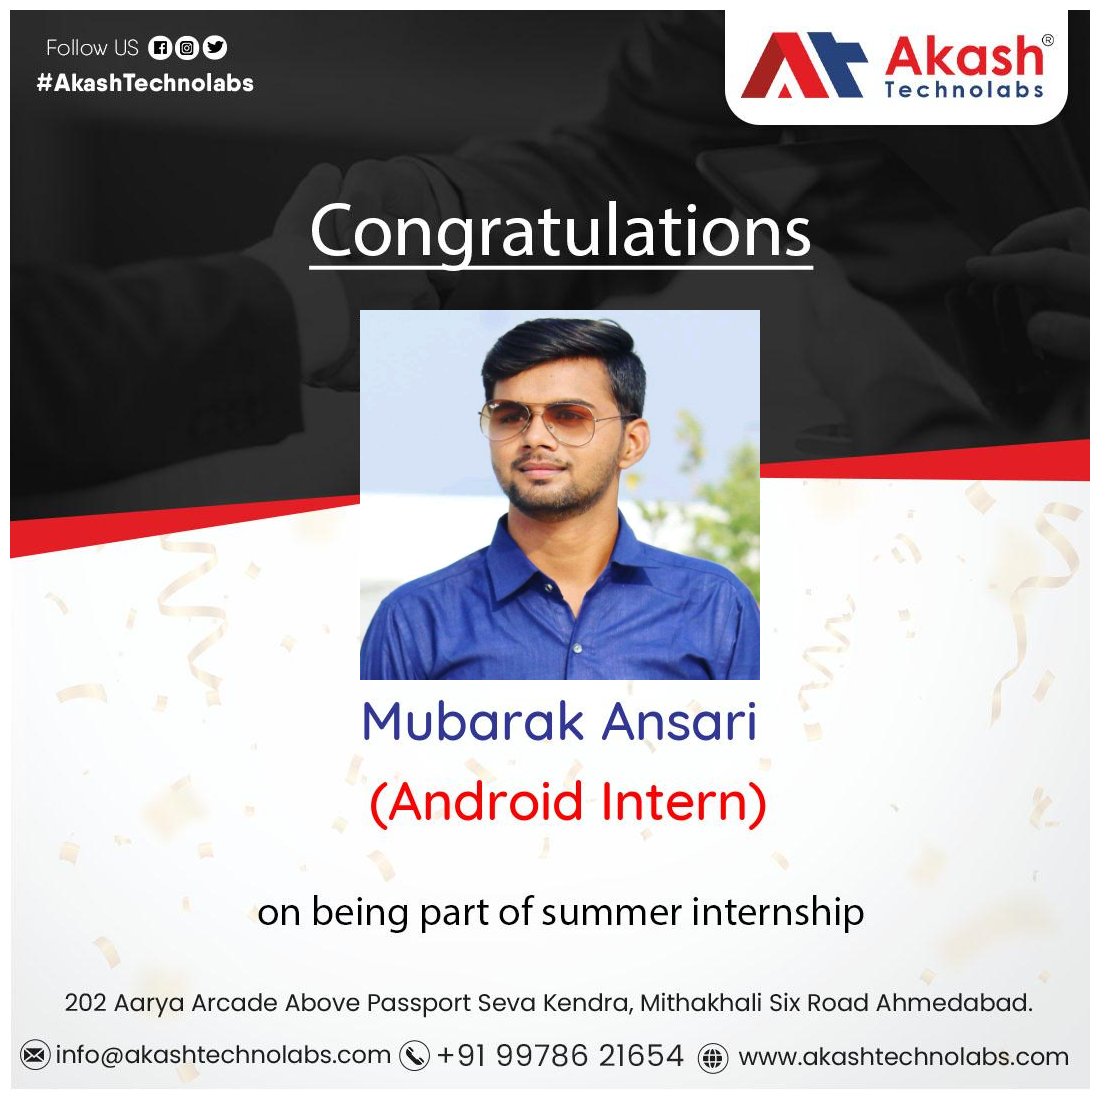 Follow US
#AkashTechnolabs
Akash®
Technolabs
Congratulations
Mubarak Ansari
(Android Intern)
on being part of summer internship
202 Aarya Arcade Above Passport Seva Kendra, Mithakhali Six Road Ahmedabad.
info@akashtechnolabs.com +91 99786 21654 www.akashtechnolabs.com